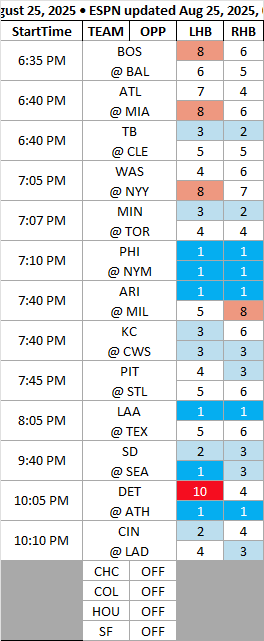 gust 25, 2025 • ESPN updated Aug 25, 2025,
StartTime TEAM OPP LHB RHB
6:35 PM BOS 8 6
@ BAL 6 5
6:40 PM ATL 7 4
@ MIA 8 6
6:40 PM TB 3 2
@ CLE 5 5
7:05 PM WAS 4 6
@ NYY 8 7
7:07 PM MIN 3 2
@ TOR 4 4
7:10 PM PHI 1 1
@ NYM 1 1
7:40 PM ARI 1 1
@ MIL 5 8
7:40 PM KC 3 6
@ CWS 3 3
7:45 PM PIT 4 3
@ STL 5 6
8:05 PM LAA 1 1
@ TEX 5 6
9:40 PM SD 2 3
@ SEA 1 3
10:05 PM DET 10 4
@ ATH 1 1
10:10 PM CIN 2 4
@ LAD 4 3
CHC OFF
COL OFF
HOU OFF
SF OFF